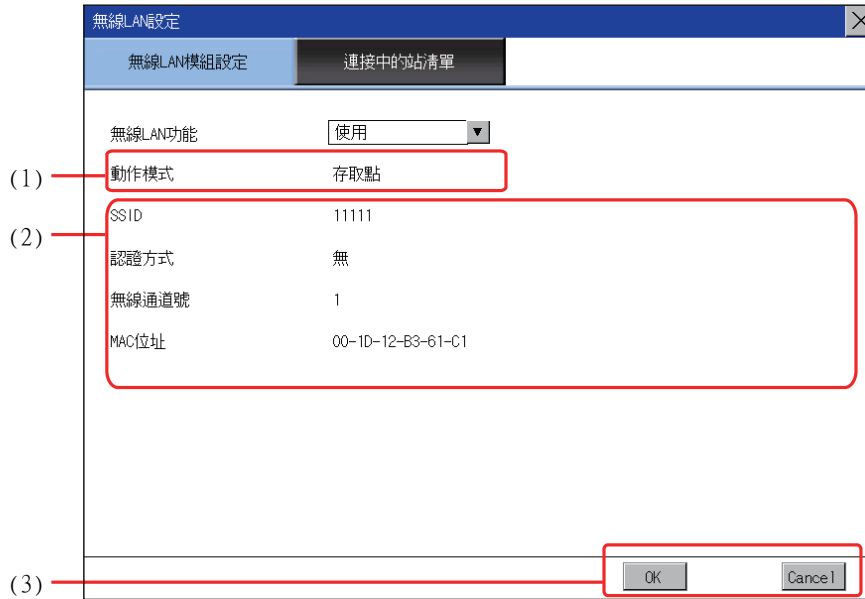 無線LAN設定
無線LAN模組設定 連接中的站清單
無線LAN功能 使用
(1) 動作模式 存取點
(2) SSID 11111
認證方式 無
無線通道號 1
MAC位址 00-1D-12-B3-61-C1
(3) OK Cancel